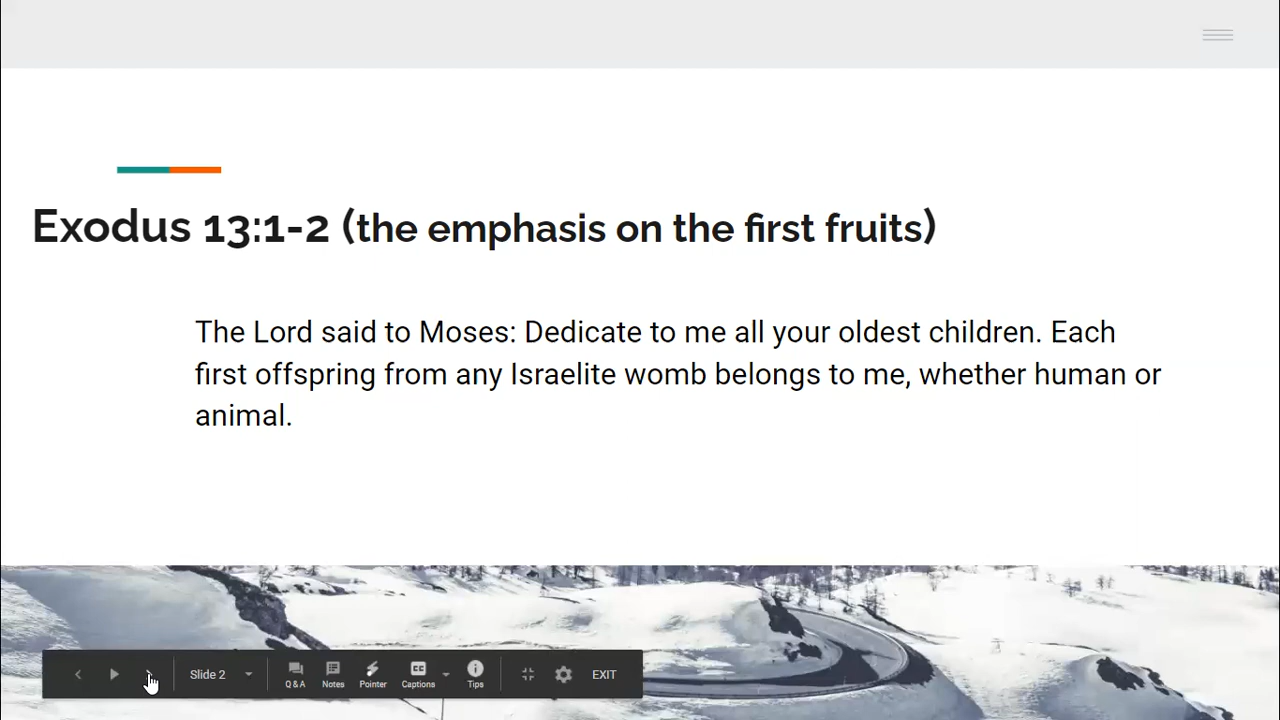 Exodus 13:1-2 (the emphasis on the first fruits)
The Lord said to Moses: Dedicate to me all your oldest children. Each
first offspring from any Israelite womb belongs to me, whether human or
animal.
Slide 2
Q & A
Notes
Pointer
CC
Captions
Tips
EXIT